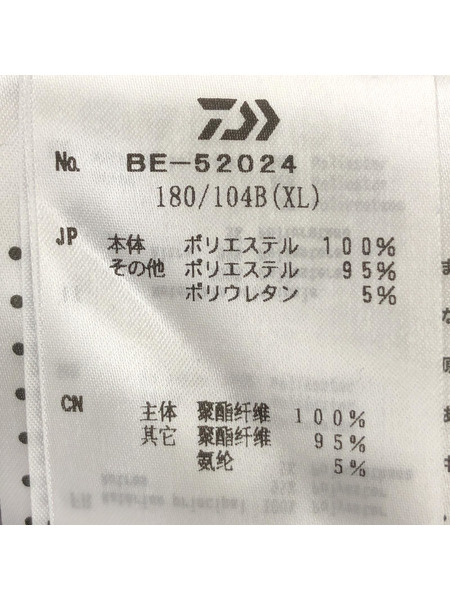 No. BE-52024
180/104B(XL)
JP 本体 ポリエステル 100%
その他 ポリエステル 95%
ポリウレタン 5%
CN 主体 聚酯纤维 100%
其它 聚酯纤维 95%
氨纶 5%